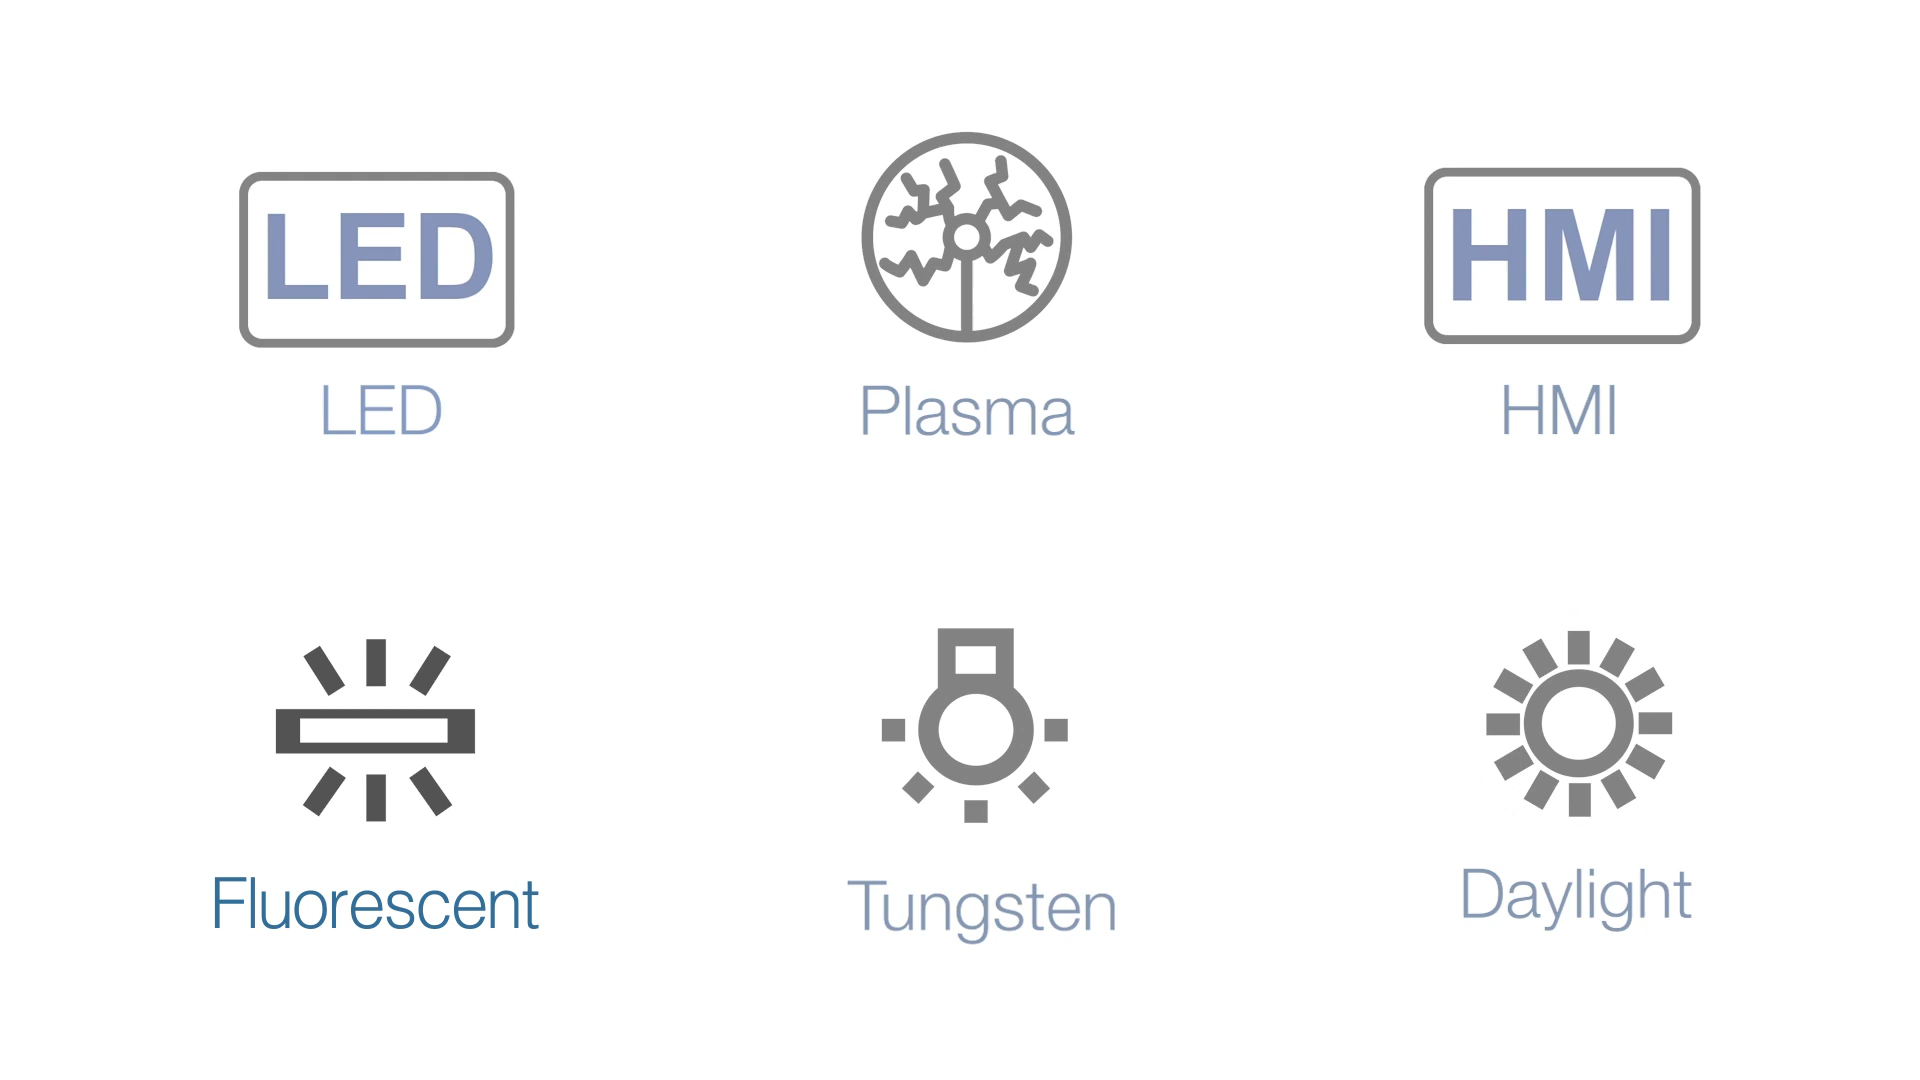 LED
HMI
LED
Plasma
HMI
Fluorescent
Tungsten
Daylight